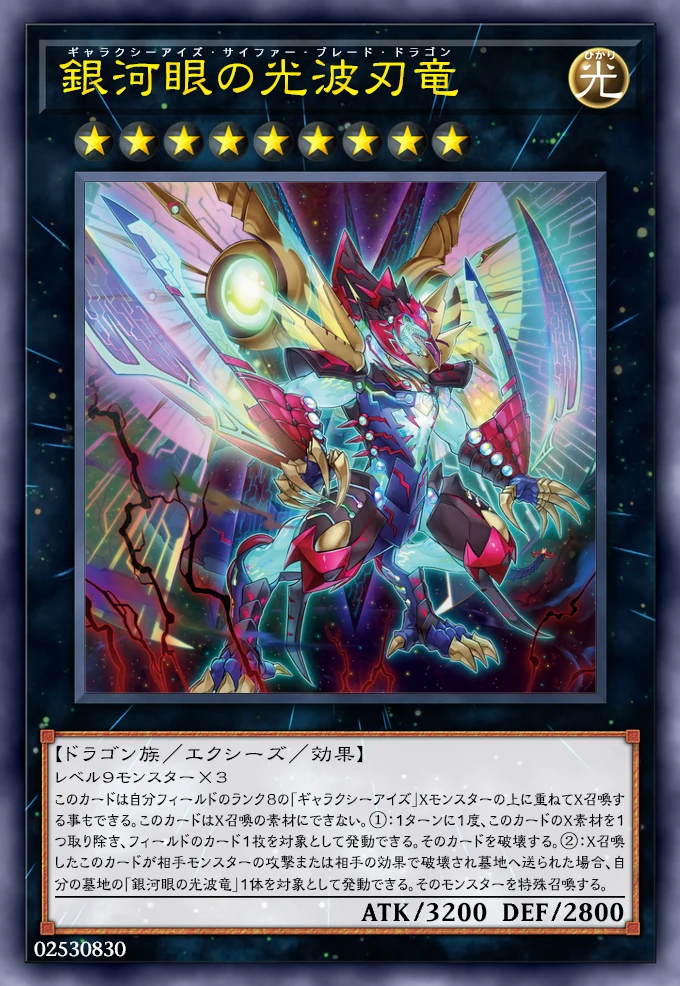 ギャラクシーアイズ・サイファー・ブレード・ドラゴン
銀河眼の光波刃竜
ひかり
光
【ドラゴン族／エクシーズ／効果】
レベル９モンスター×３
このカードは自分フィールドのランク8の「ギャラクシーアイズ」Xモンスターの上に重ねてX召喚す
る事もできる。このカードはX召喚の素材にできない。①：1ターンに1度、このカードのX素材を1
つ取り除き、フィールドのカード1枚を対象として発動できる。そのカードを破壊する。②：X召喚
したこのカードが相手モンスターの攻撃または相手の効果で破壊され墓地へ送られた場合、自
分の墓地の「銀河眼の光波竜」1体を対象として発動できる。そのモンスターを特殊召喚する。
ATK/3200 DEF/2800
02530830